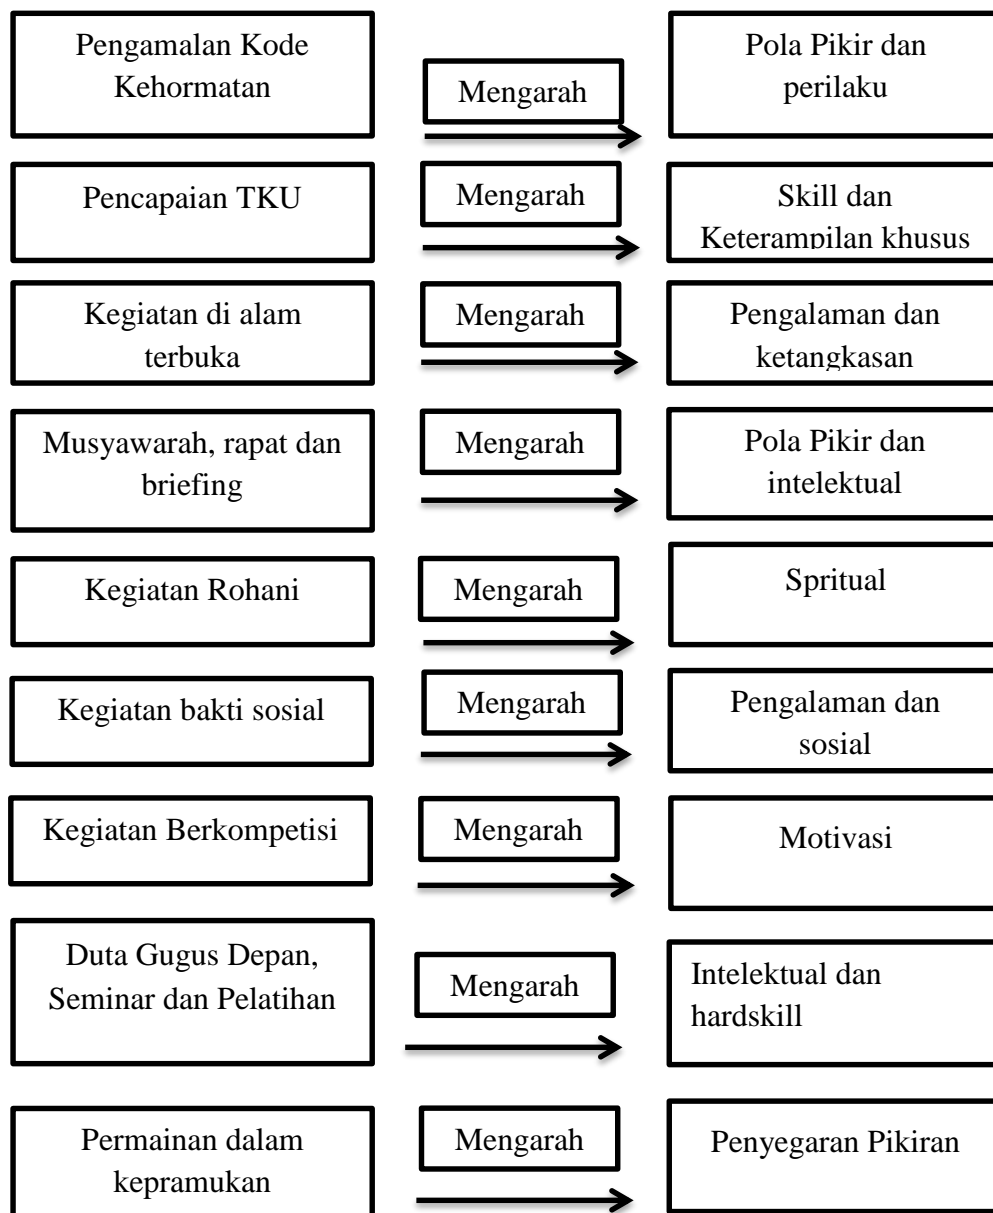 Pengamalan Kode
Kehormatan
Mengarah
Pola Pikir dan
perilaku
Pencapaian TKU
Mengarah
Skill dan
Keterampilan khusus
Kegiatan di alam
terbuka
Mengarah
Pengalaman dan
ketangkasan
Musyawarah, rapat dan
briefing
Mengarah
Pola Pikir dan
intelektual
Kegiatan Rohani
Mengarah
Spritual
Kegiatan bakti sosial
Mengarah
Pengalaman dan
sosial
Kegiatan Berkompetisi
Mengarah
Motivasi
Duta Gugus Depan,
Seminar dan Pelatihan
Mengarah
Intelektual dan
hardskill
Permainan dalam
kepramukan
Mengarah
Penyegaran Pikiran